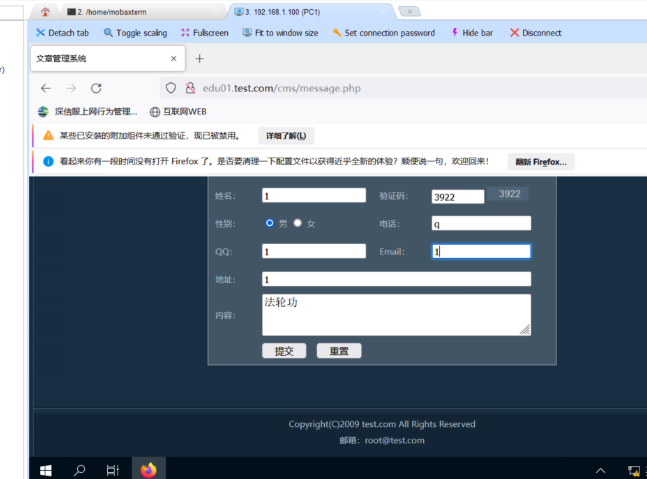 2. /home/mobaxterm
3. 192.168.1.100 (PC1)
Detach tab Toggle scaling Fullscreen Fit to window size Set connection password Hide bar Disconnect
文章管理系统
edu01.test.com/cms/message.php
深信服上网行为管理... 互联网WEB
某些已安装的附加组件未通过验证，现已被禁用。 详细了解(L)
看起来你有一段时间没有打开 Firefox 了。是否要清理一下配置文件以获得近乎全新的体验？顺便说一句，欢迎回来！ 翻新 Firefox...
姓名: 1 验证码: 3922 3922
性别: 男 女 电话: q
QQ: 1 Email: 1
地址: 1
内容: 法轮功
提交 重置
Copyright(C)2009 test.com All Rights Reserved
邮箱：root@test.com